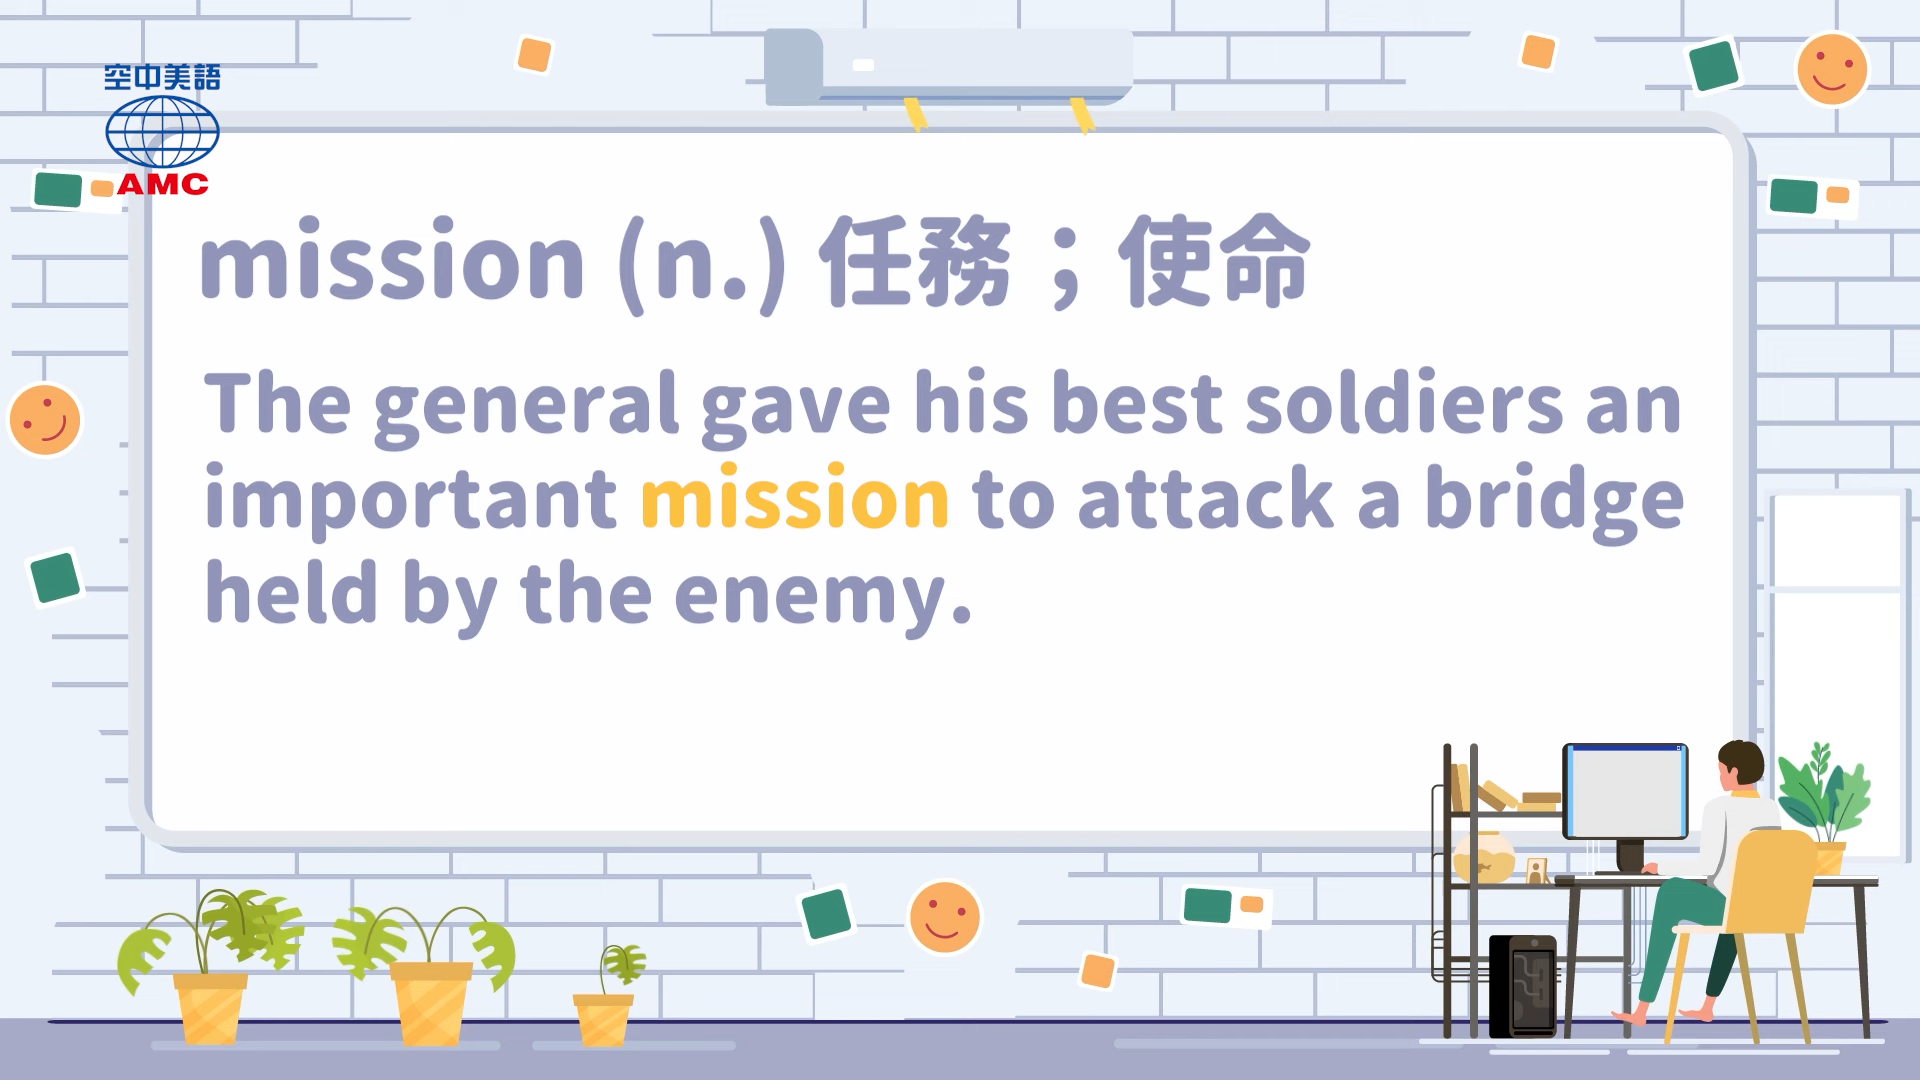 空中美語
AMC
mission (n.) 任務；使命
The general gave his best soldiers an
important mission to attack a bridge
held by the enemy.